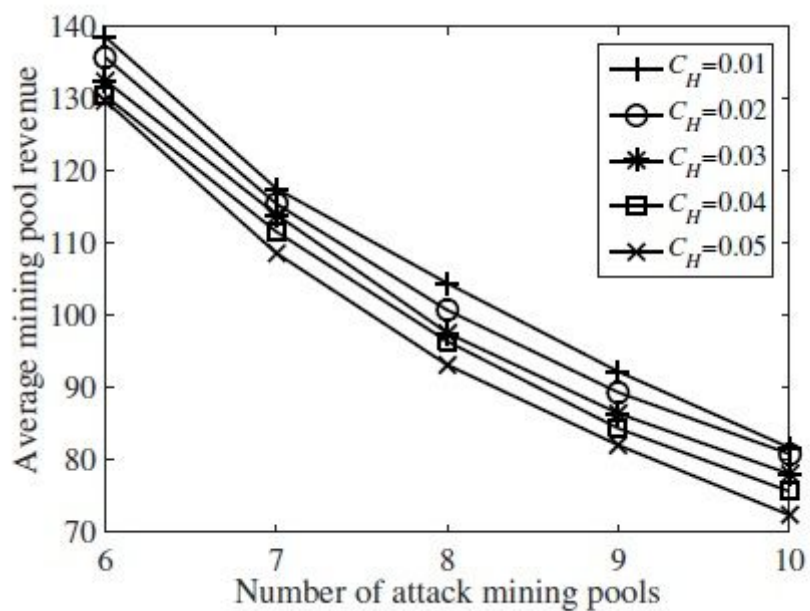 140
130
120
110
100
90
80
70
Average mining pool revenue
C_H=0.01
C_H=0.02
C_H=0.03
C_H=0.04
C_H=0.05
6 7 8 9 10
Number of attack mining pools